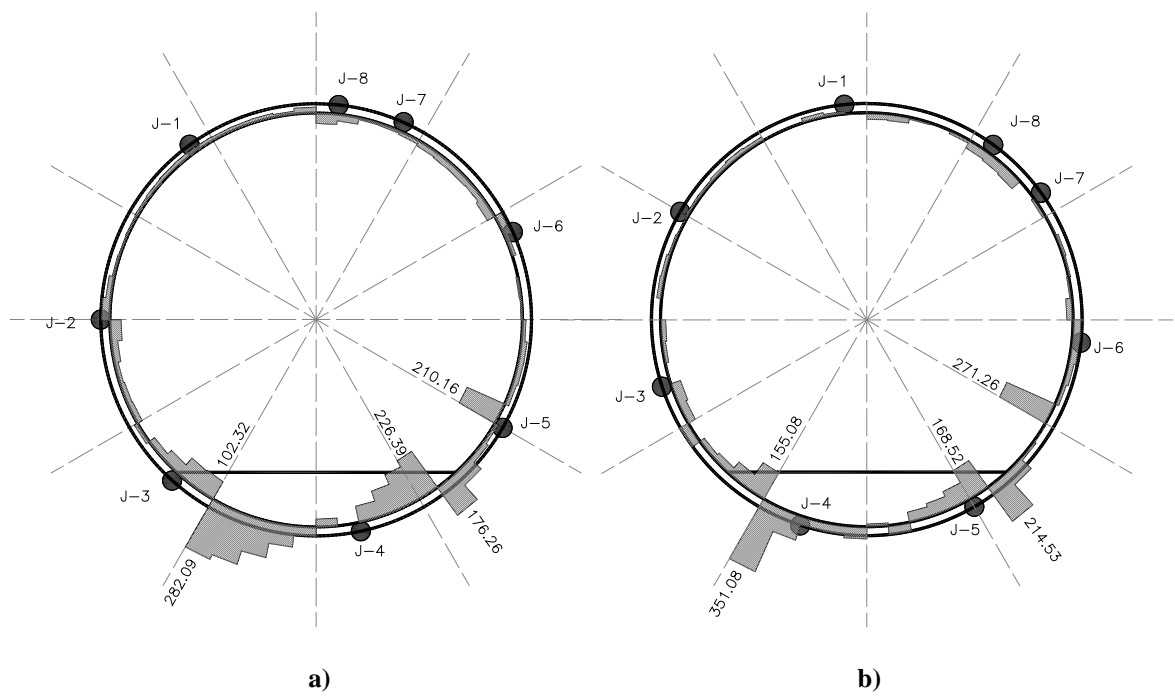 J-8
J-7
J-1
J-6
J-2
210.16
J-5
226.39
102.32
J-3
176.26
J-4
282.09
a)
J-1
J-8
J-7
J-2
J-6
271.26
J-3
168.52
155.08
J-4
J-5
214.53
351.08
b)